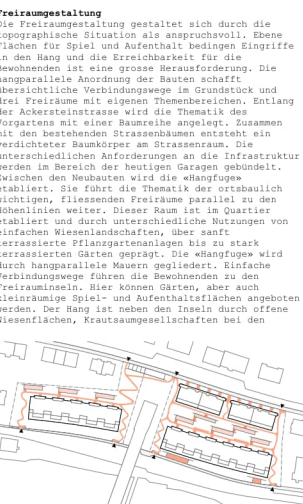 Freiraumgestaltung
Die Freiraumgestaltung gestaltet sich durch die
topographische Situation als anspruchsvoll. Ebene
Flächen für Spiel und Aufenthalt bedingen Eingriffe
in den Hang und die Erreichbarkeit für die
Bewohnenden ist eine grosse Herausforderung. Die
hangparallele Anordnung der Bauten schafft
übersichtliche Verbindungswege im Grundstück und
drei Freiräume mit eigenen Themenbereichen. Entlang
der Ackersteinstrasse wird die Thematik des
Vorgartens mit einer Baumreihe angelegt. Zusammen
mit den bestehenden Strassenbäumen entsteht ein
verdichteter Baumkörper am Strassenraum. Die
unterschiedlichen Anforderungen an die Infrastruktur
werden im Bereich der heutigen Garagen gebündelt.
Zwischen den Neubauten wird die «Hangfuge»
etabliert. Sie führt die Thematik der ortsbaulich
wichtigen, fliessenden Freiräume parallel zu den
Höhenlinien weiter. Dieser Raum ist im Quartier
etabliert und durch unterschiedliche Nutzungen von
einfachen Wiesenlandschaften, über sanft
terrassierte Pflanzgartenanlagen bis zu stark
terrassierten Gärten geprägt. Die «Hangfuge» wird
durch hangparallele Mauern gegliedert. Einfache
Verbindungswege führen die Bewohnenden zu den
Freirauminseln. Hier können Gärten, aber auch
kleinräumige Spiel- und Aufenthaltsflächen angeboten
werden. Der Hang ist neben den Inseln durch offene
Wiesenflächen, Krautsaumgesellschaften bei den